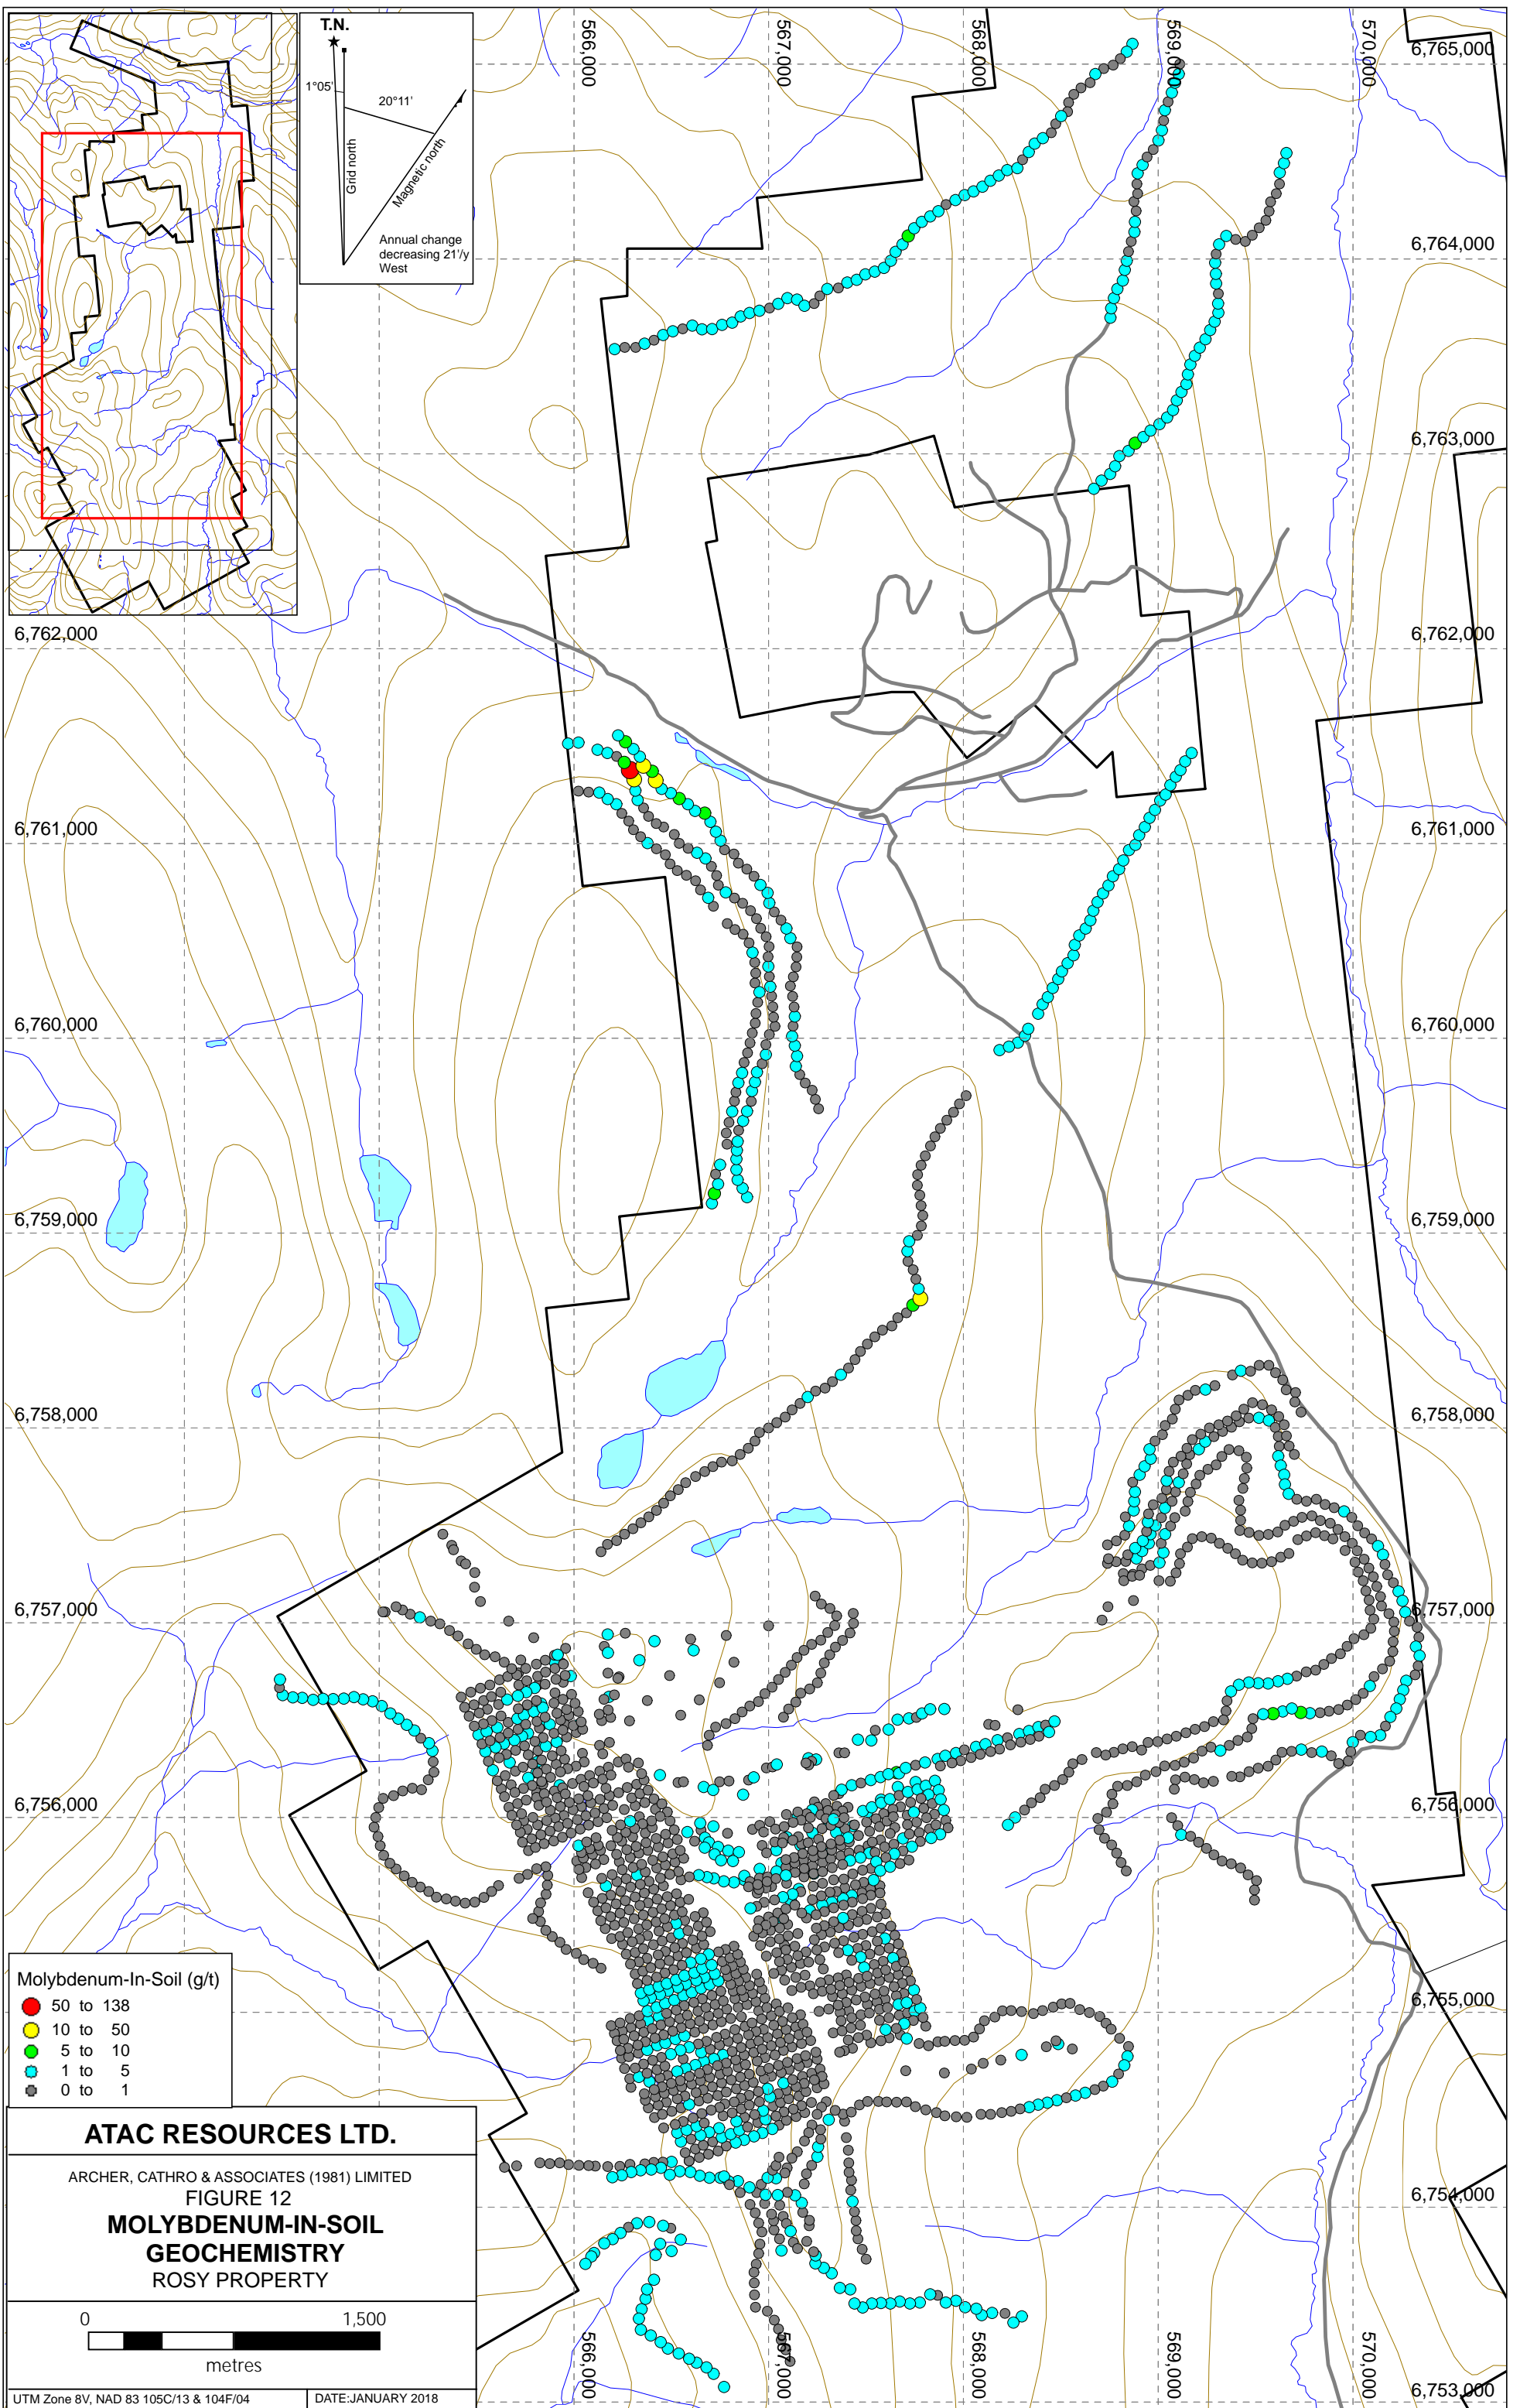 T.N.
1°05'
20°11'
Grid north
Magnetic north
Annual change
decreasing 21'/y
West
566,000
567,000
568,000
569,000
570,000
6,765,000
6,764,000
6,763,000
6,762,000
6,762,000
6,761,000
6,761,000
6,760,000
6,760,000
6,759,000
6,759,000
6,758,000
6,758,000
6,757,000
6,757,000
6,756,000
6,756,000
6,755,000
6,754,000
6,753,000
566,000
567,000
568,000
569,000
570,000
Molybdenum-In-Soil (g/t)
50 to 138
10 to 50
5 to 10
1 to 5
0 to 1
ATAC RESOURCES LTD.
ARCHER, CATHRO & ASSOCIATES (1981) LIMITED
FIGURE 12
MOLYBDENUM-IN-SOIL
GEOCHEMISTRY
ROSY PROPERTY
0 1,500
metres
UTM Zone 8V, NAD 83 105C/13 & 104F/04
DATE:JANUARY 2018